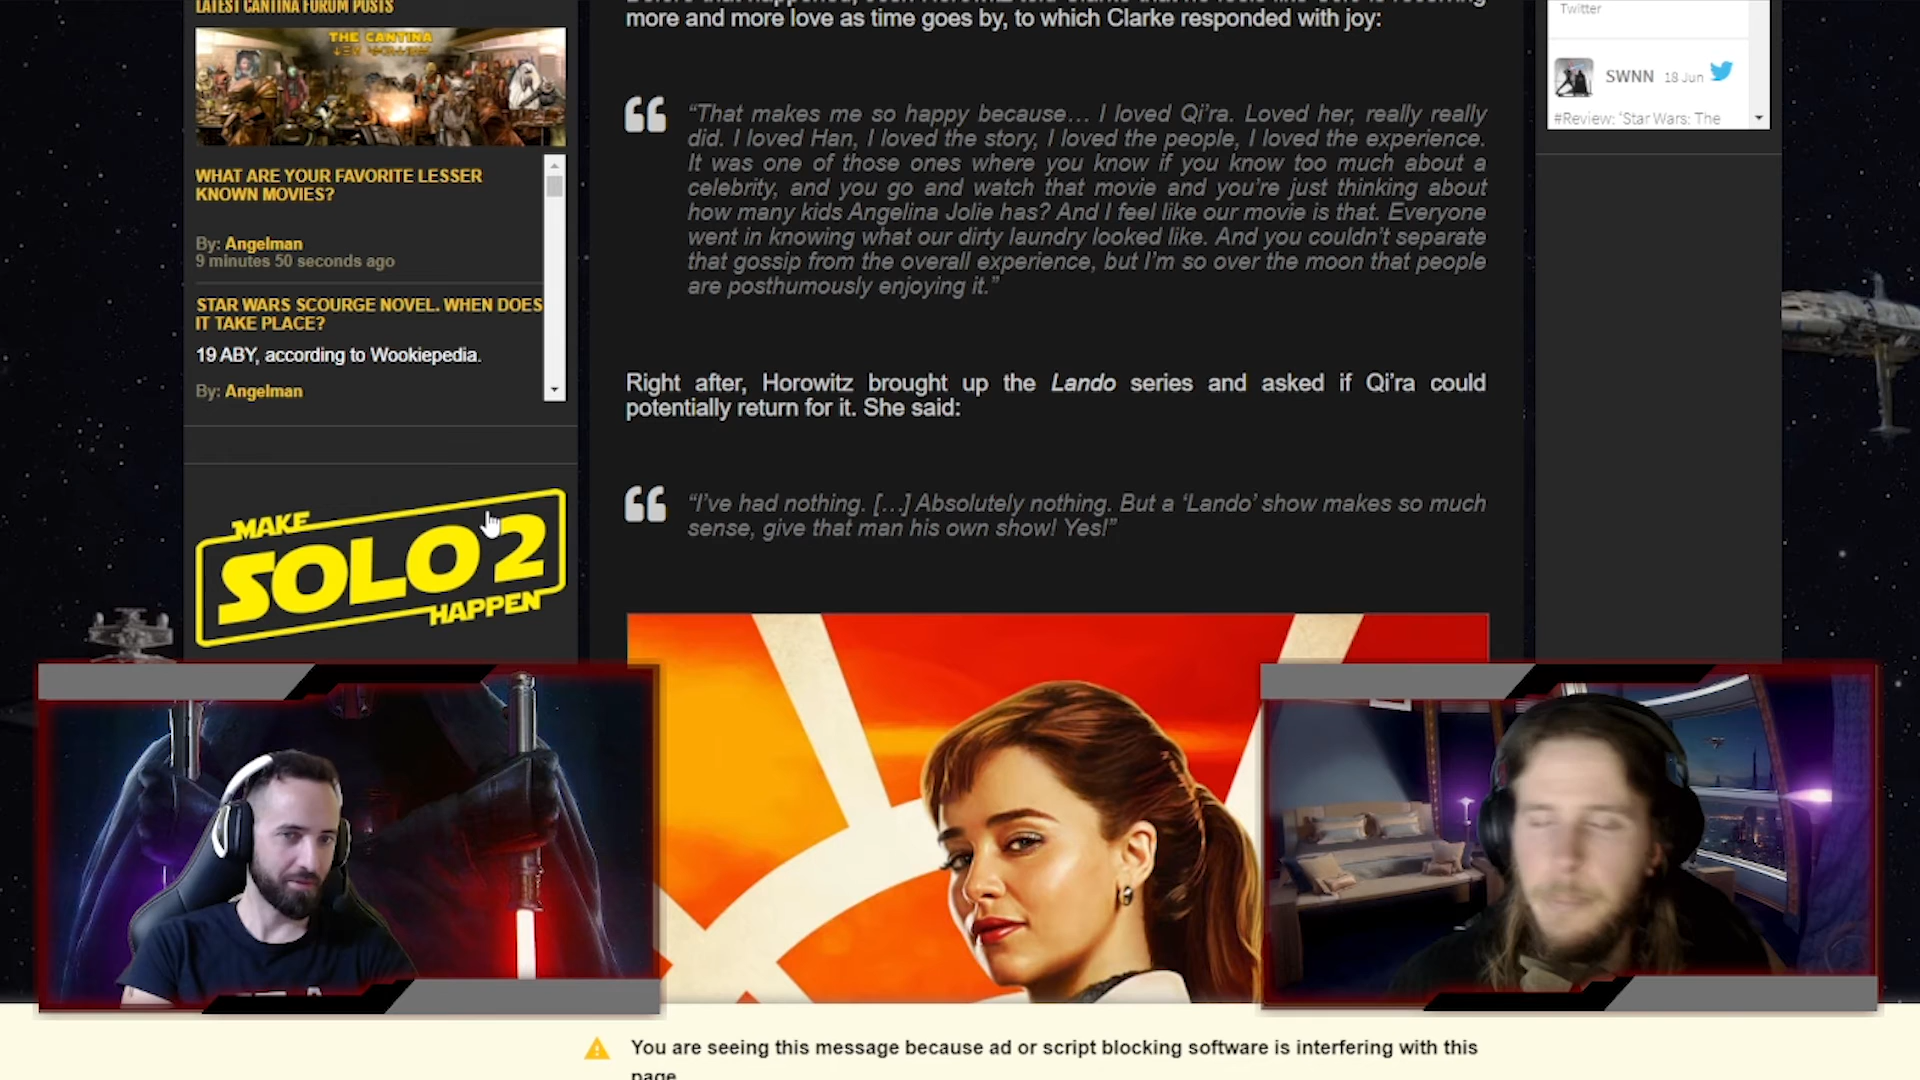 LATEST CANTINA FORUM POSTS
THE CANTINA
WHAT ARE YOUR FAVORITE LESSER
KNOWN MOVIES?
By: Angelman
9 minutes 50 seconds ago
STAR WARS SCOURGE NOVEL. WHEN DOES
IT TAKE PLACE?
19 ABY, according to Wookiepedia.
By: Angelman
MAKE
SOLO 2
HAPPEN
more and more love as time goes by, to which Clarke responded with joy:
“That makes me so happy because… I loved Qi’ra. Loved her, really really
did. I loved Han, I loved the story, I loved the people, I loved the experience.
It was one of those ones where you know if you know too much about a
celebrity, and you go and watch that movie and you’re just thinking about
how many kids Angelina Jolie has? And I feel like our movie is that. Everyone
went in knowing what our dirty laundry looked like. And you couldn’t separate
that gossip from the overall experience, but I’m so over the moon that people
are posthumously enjoying it.”
Right after, Horowitz brought up the Lando series and asked if Qi’ra could
potentially return for it. She said:
“I’ve had nothing. […] Absolutely nothing. But a ‘Lando’ show makes so much
sense, give that man his own show! Yes!”
Twitter
SWNN 18 Jun
#Review: ‘Star Wars: The
You are seeing this message because ad or script blocking software is interfering with this
page